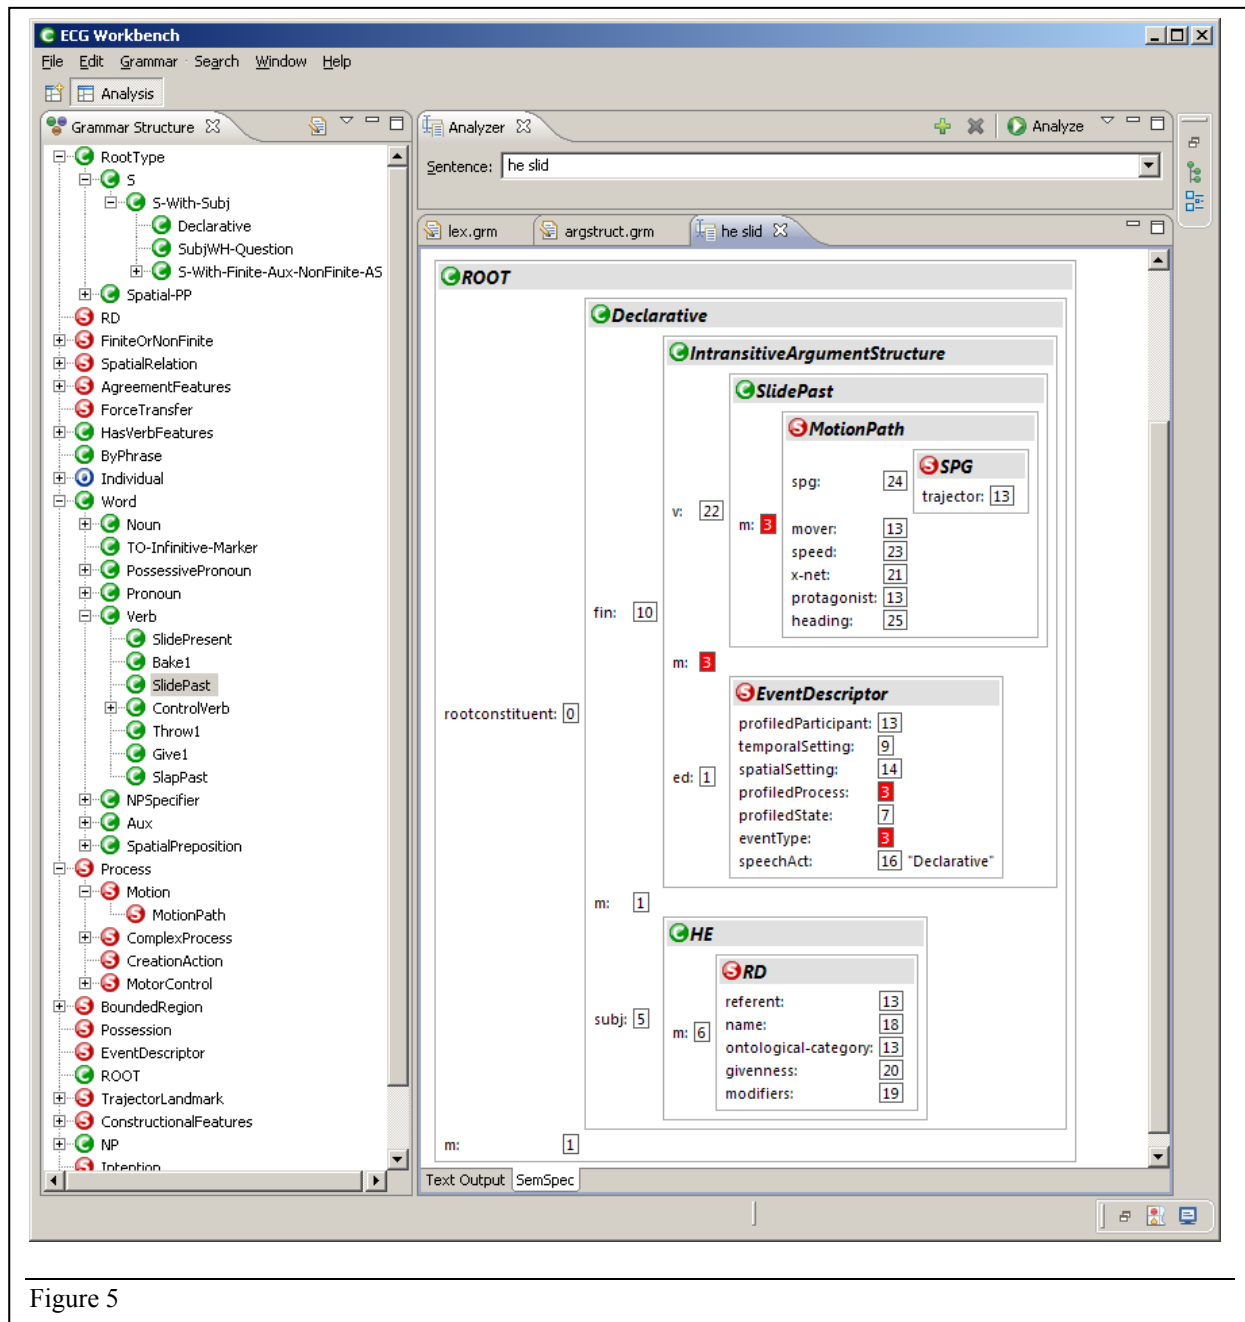 ECG Workbench
File Edit Grammar Search Window Help
Analysis
Grammar Structure
RootType
S
S-With-Subj
Declarative
SubjWH-Question
S-With-Finite-Aux-NonFinite-AS
Spatial-PP
RD
FiniteOrNonFinite
SpatialRelation
AgreementFeatures
ForceTransfer
HasVerbFeatures
ByPhrase
Individual
Word
Noun
TO-Infinitive-Marker
PossessivePronoun
Pronoun
Verb
SlidePresent
Bake1
SlidePast
ControlVerb
Throw1
Give1
SlapPast
NPSpecifier
Aux
SpatialPreposition
Process
Motion
MotionPath
ComplexProcess
CreationAction
MotorControl
BoundedRegion
Possession
EventDescriptor
ROOT
TrajectorLandmark
ConstructionalFeatures
NP
Intention
Analyzer
Analyze
Sentence: he slid
lex.grm argstruct.grm he slid
ROOT
Declarative
IntransitiveArgumentStructure
SlidePast
MotionPath
SPG
spg: 24
trajector: 13
v: 22
m: 3
mover: 13
speed: 23
x-net: 21
protagonist: 13
heading: 25
fin: 10
m: 3
EventDescriptor
rootconstituent: 0
profiledParticipant: 13
temporalSetting: 9
spatialSetting: 14
ed: 1
profiledProcess: 3
profiledState: 7
eventType: 3
speechAct: 16 "Declarative"
m: 1
HE
RD
referent: 13
subj: 5
m: 6
name: 18
ontological-category: 13
givenness: 20
modifiers: 19
m: 1
Text Output SemSpec
Figure 5